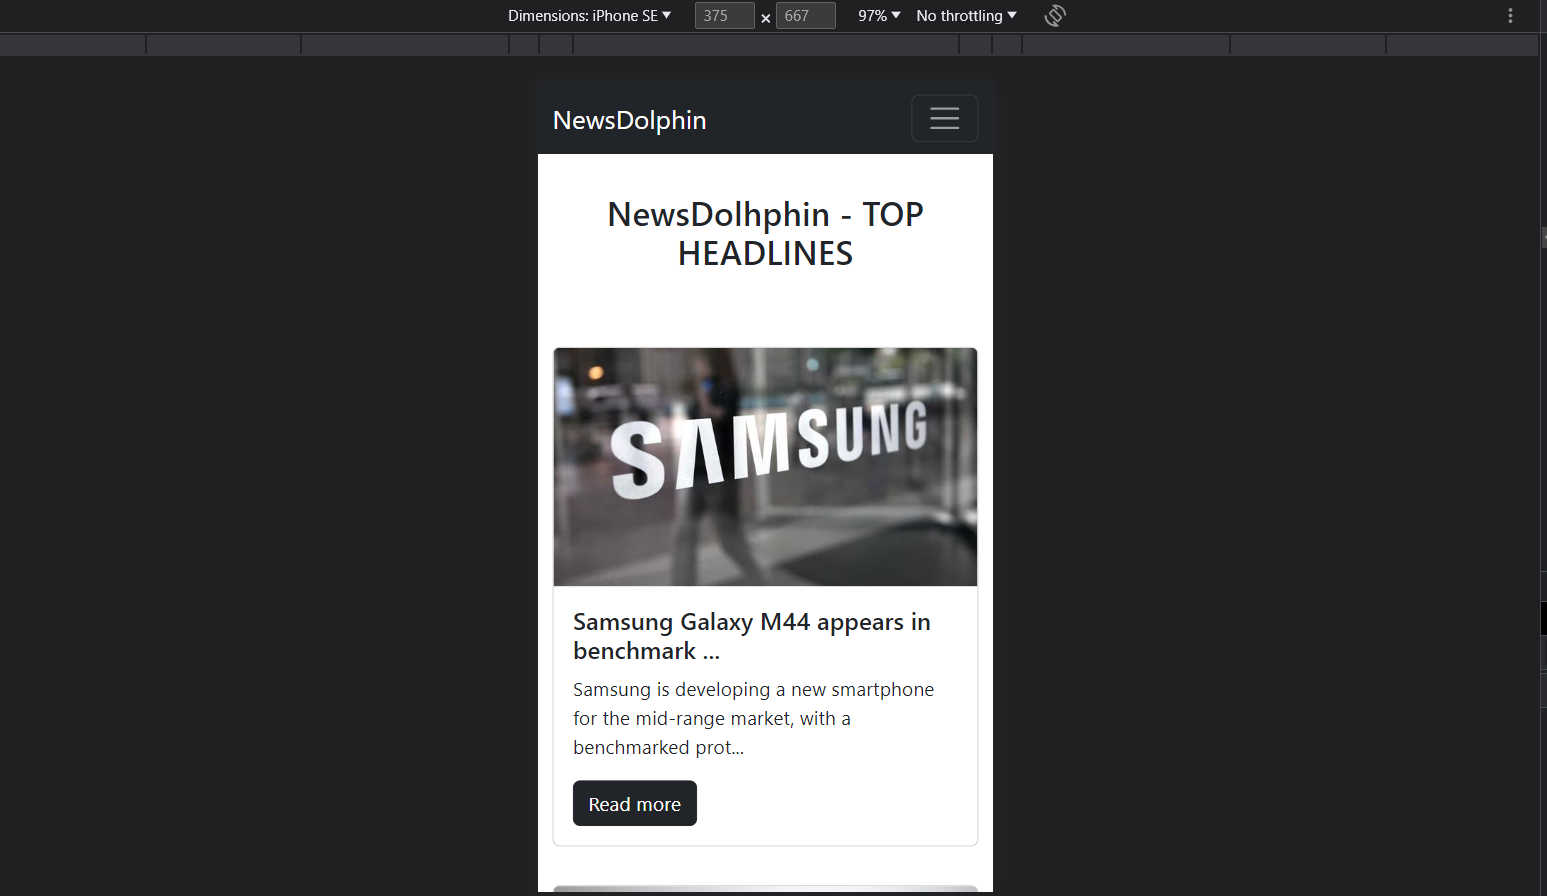 Dimensions: iPhone SE 375 × 667 97% No throttling
NewsDolphin
NewsDolhphin - TOP
HEADLINES
SAMSUNG
Samsung Galaxy M44 appears in
benchmark ...
Samsung is developing a new smartphone
for the mid-range market, with a
benchmarked prot...
Read more